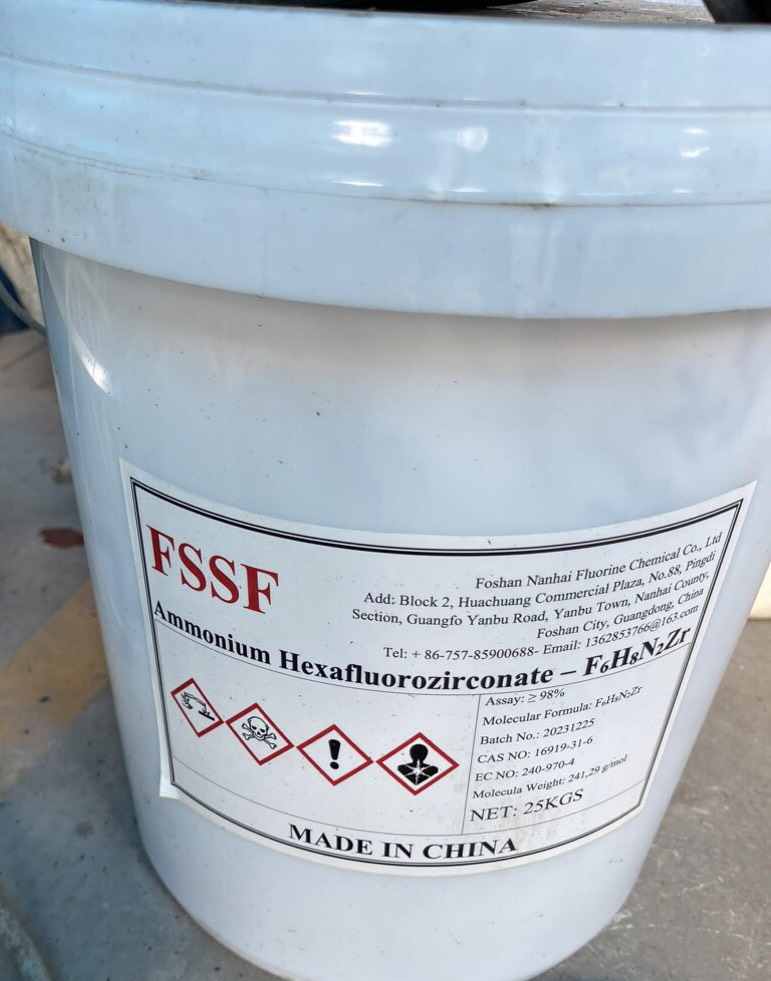 FSSF
Foshan Nanhai Fluorine Chemical Co., Ltd
Add: Block 2, Huachuang Commercial Plaza, No.88, Pingdi
Section, Guangfo Yanbu Road, Yanbu Town, Nanhai County,
Foshan City, Guangdong, China
Tel: + 86-757-85900688- Email: 1362853766@163.com
Ammonium Hexafluorozirconate – F₆H₈N₂Zr
Assay: ≥ 98%
Molecular Formula: F₆H₈N₂Zr
Batch No.: 20231225
CAS NO: 16919-31-6
EC NO: 240-970-4
Molecula Weight: 241,29 g/mol
NET: 25KGS
MADE IN CHINA